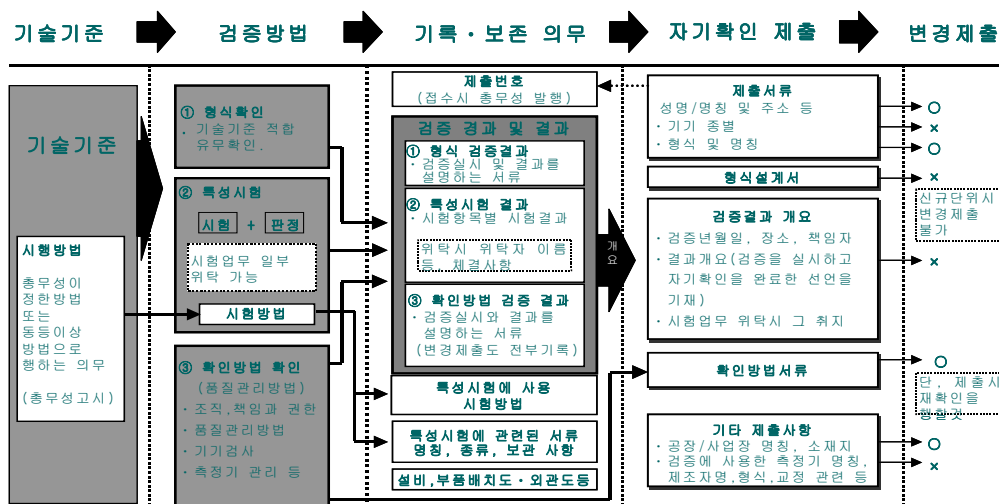 기술기준
검증방법
기록・보존 의무
자기확인 제출
변경제출
기술기준
시행방법
총무성이
정한방법
또는
동등이상
방법으로
행하는 의무
(총무성고시)
① 형식확인
· 기술기준 적합
유무확인.
② 특성시험
시험 + 판정
시험업무 일부
위탁 가능
시험방법
③ 확인방법 확인
(품질관리방법)
· 조직,책임과 권한
· 품질관리방법
· 기기검사
· 측정기 관리 등
제출번호
(접수시 총무성 발행)
검증 경과 및 결과
① 형식 검증결과
· 검증실시 및 결과를
설명하는 서류
② 특성시험 결과
· 시험항목별 시험결과
위탁시 위탁자 이름
등, 체결사항
③ 확인방법 검증 결과
· 검증실시와 결과를
설명하는 서류
(변경제출도 전부기록)
특성시험에 사용
시험방법
특성시험에 관련된 서류
명칭, 종류, 보관 사항
설비,부품배치도·외관도등
개
요
제출서류
성명/명칭 및 주소 등
· 기기 종별
· 형식 및 명칭
형식설계서
검증결과 개요
· 검증년월일, 장소, 책임자
· 결과개요(검증을 실시하고
자기확인을 완료한 선언을
기재)
· 시험업무 위탁시 그 취지
확인방법서류
기타 제출사항
· 공장/사업장 명칭, 소재지
· 검증에 사용한 측정기 명칭,
제조자명,형식,교정 관련 등
○
×
○
×
신규단위시
변경제출
불가
×
○
단, 제출시
재확인을
행할것
○
×